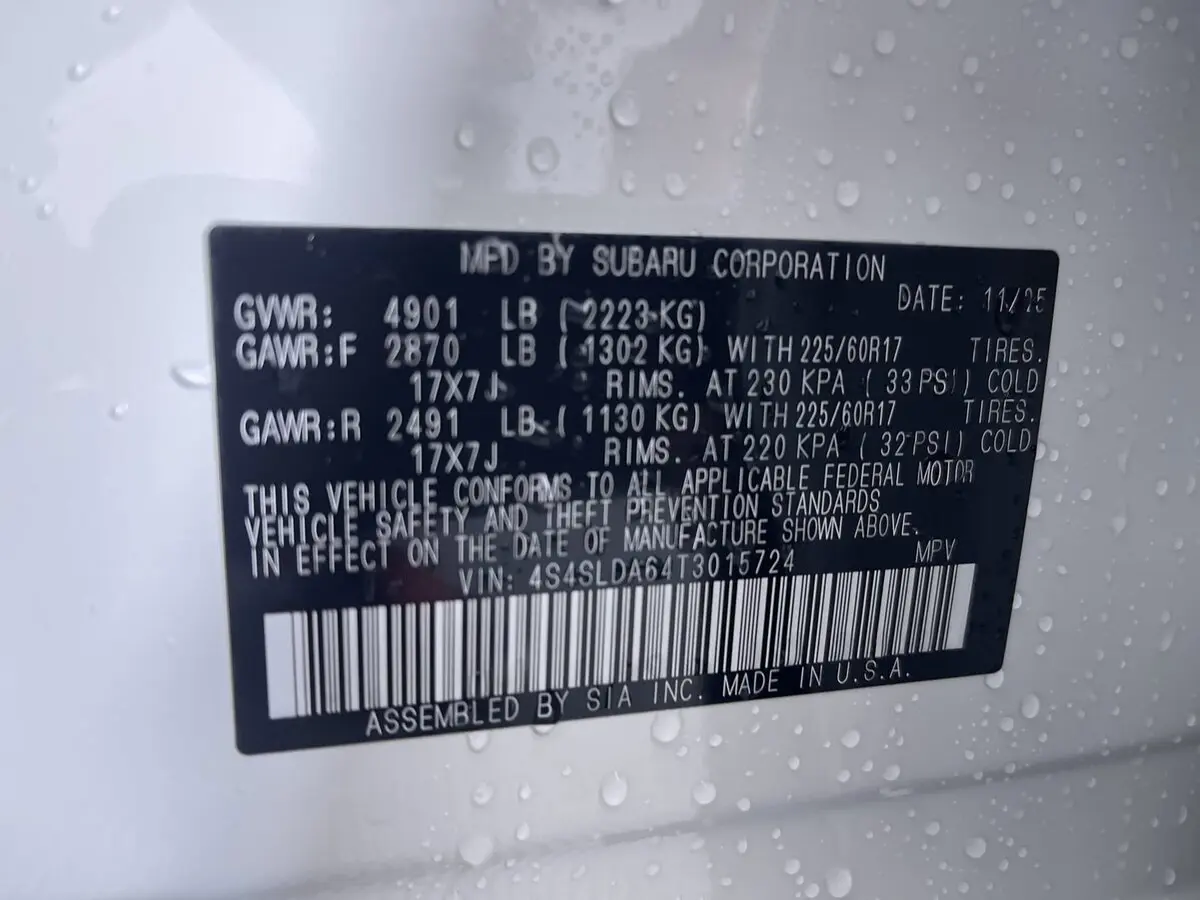 MFD BY SUBARU CORPORATION
DATE: 11/25
GVWR: 4901 LB ( 2223 KG)
GAWR:F 2870 LB ( 1302 KG) WITH 225/60R17 TIRES.
17X7J RIMS. AT 230 KPA ( 33 PSI) COLD
GAWR:R 2491 LB ( 1130 KG) WITH 225/60R17 TIRES.
17X7J RIMS. AT 220 KPA ( 32 PSI) COLD.
THIS VEHICLE CONFORMS TO ALL APPLICABLE FEDERAL MOTOR
VEHICLE SAFETY AND THEFT PREVENTION STANDARDS
IN EFFECT ON THE DATE OF MANUFACTURE SHOWN ABOVE.
VIN: 4S4SLDA64T3015724 MPV
ASSEMBLED BY SIA INC. MADE IN U.S.A.